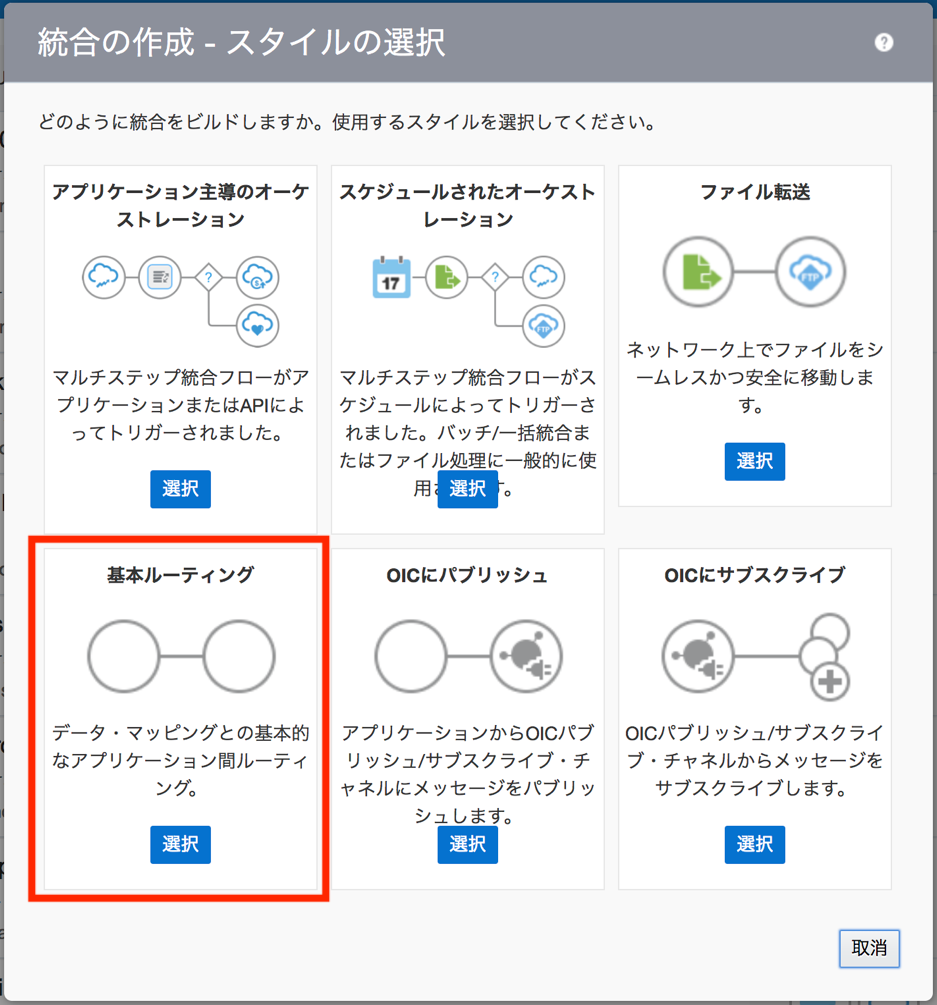 統合の作成 - スタイルの選択
?
どのように統合をビルドしますか。使用するスタイルを選択してください。
アプリケーション主導のオーケ
ストレーション
?
マルチステップ統合フローがア
プリケーションまたはAPIによ
ってトリガーされました。
選択
スケジュールされたオーケスト
レーション
17
?
FTP
マルチステップ統合フローがス
ケジュールによってトリガーさ
れました。バッチ/一括統合ま
たはファイル処理に一般的に使
用さ
す。
選択
ファイル転送
FTP
ネットワーク上でファイルをシ
ームレスかつ安全に移動しま
す。
選択
基本ルーティング
データ・マッピングとの基本的
なアプリケーション間ルーティ
ング。
選択
OICにパブリッシュ
アプリケーションからOICパブ
リッシュ/サブスクライブ・チ
ャネルにメッセージをパブリッ
シュします。
選択
OICにサブスクライブ
OICパブリッシュ/サブスクライ
ブ・チャネルからメッセージを
サブスクライブします。
選択
取消